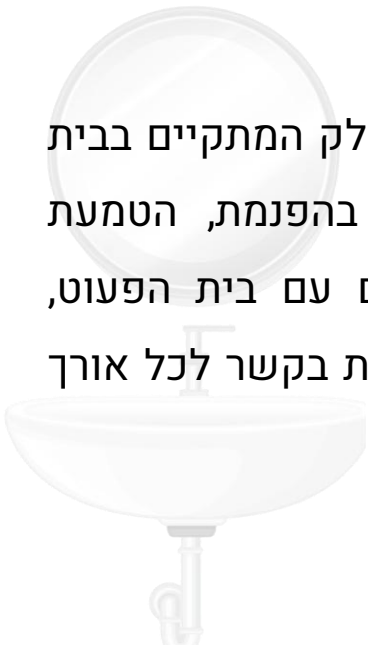 לק המתקיים בבית
בהפנמת, הטמעת
עם בית הפעוט,
ת בקשר לכל אורך